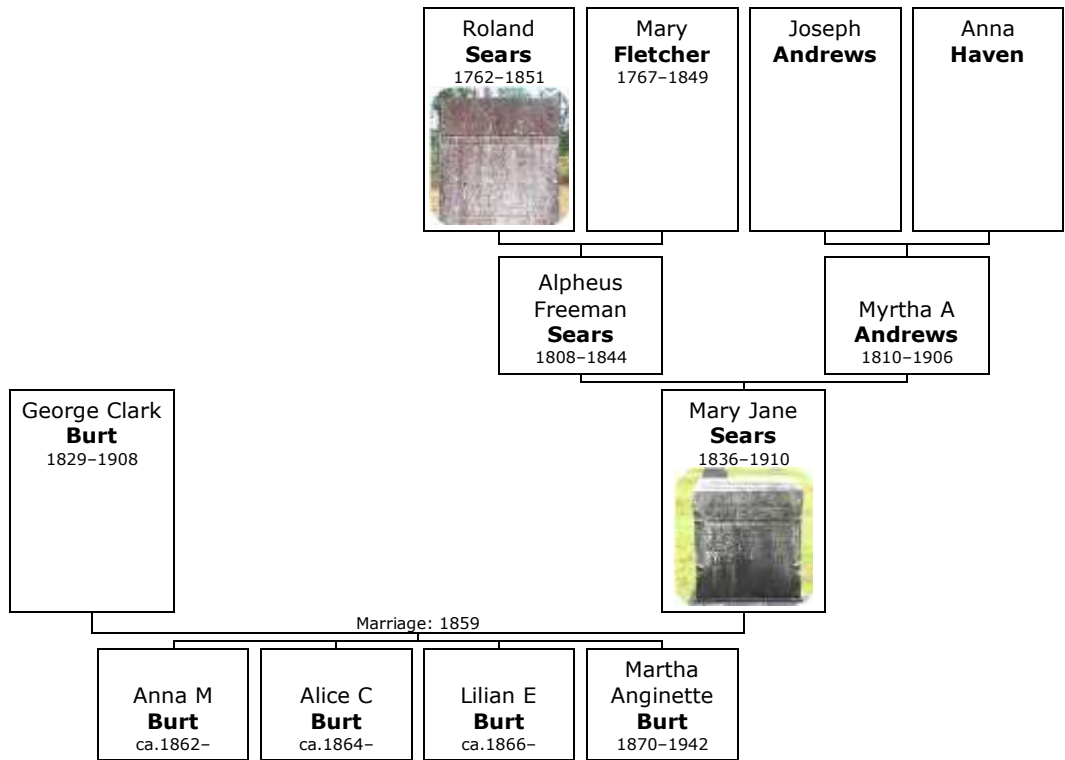 Roland
Sears
1762–1851
Mary
Fletcher
1767–1849
Joseph
Andrews
Anna
Haven
Alpheus
Freeman
Sears
1808–1844
Myrtha A
Andrews
1810–1906
George Clark
Burt
1829–1908
Mary Jane
Sears
1836–1910
Marriage: 1859
Anna M
Burt
ca.1862–
Alice C
Burt
ca.1864–
Lilian E
Burt
ca.1866–
Martha
Anginette
Burt
1870–1942